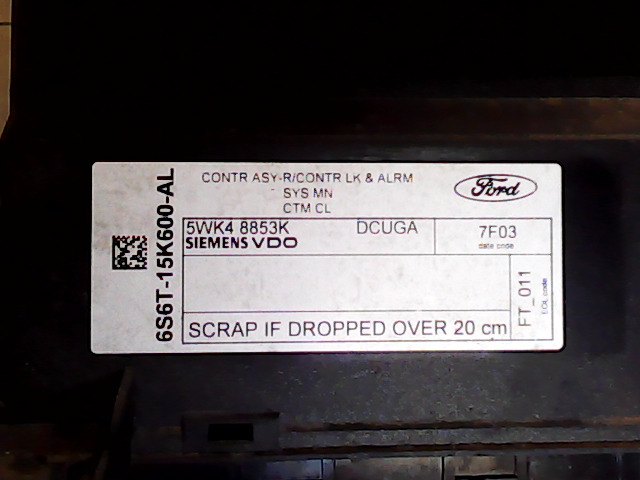 6S6T-15K600-AL
CONTR ASY-R/CONTR LK & ALRM
SYS MN
CTM CL
Ford
5WK4 8853K DCUGA
SIEMENS VDO
7F03
date code
FT_011
EOL code
SCRAP IF DROPPED OVER 20 cm